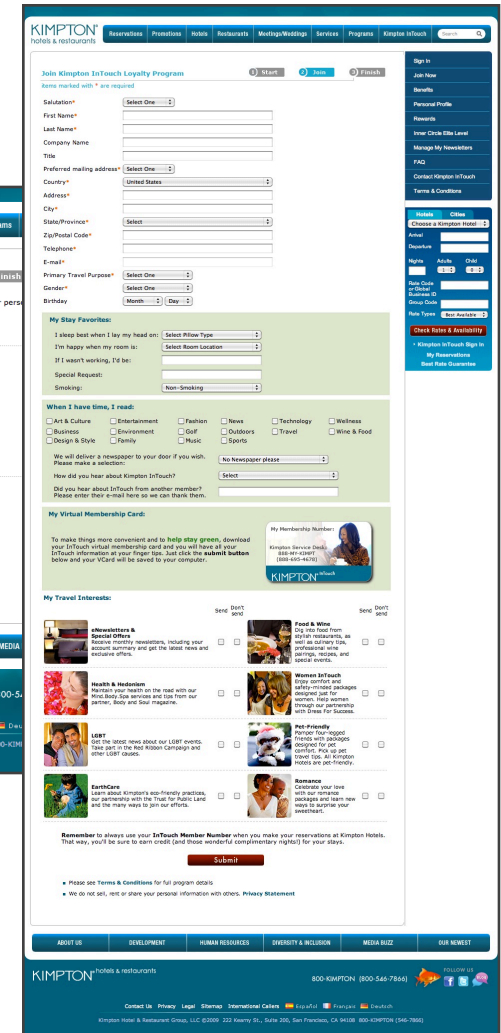 KIMPTON®
hotels & restaurants
Reservations Promotions Hotels Restaurants Meetings/Weddings Services Programs Kimpton InTouch Search
Join Kimpton InTouch Loyalty Program
1 Start 2 Join 3 Finish
items marked with * are required
Salutation* Select One
First Name*
Last Name*
Company Name
Title
Preferred mailing address* Select One
Country* United States
Address*
City*
State/Province* Select
Zip/Postal Code*
Telephone*
E-mail*
Primary Travel Purpose* Select One
Gender* Select One
Birthday Month Day
My Stay Favorites:
I sleep best when I lay my head on: Select Pillow Type
I'm happy when my room is: Select Room Location
If I wasn't working, I'd be:
Special Request:
Smoking: Non-Smoking
When I have time, I read:
Art & Culture Entertainment Fashion News Technology Wellness
Business Environment Golf Outdoors Travel Wine & Food
Design & Style Family Music Sports
We will deliver a newspaper to your door if you wish.
Please make a selection:
No Newspaper please
How did you hear about Kimpton InTouch? Select
Did you hear about InTouch from another member?
Please enter their e-mail here so we can thank them.
My Virtual Membership Card:
To make things more convenient and to help stay green, download
your InTouch virtual membership card and you will have all your
InTouch information at your finger tips. Just click the submit button
below and your VCard will be saved to your computer.
My Membership Number:
Kimpton Service Desk:
888-MY-KIMPT
(888-695-4678)
KIMPTON® InTouch
My Travel Interests:
Send Don't send
Send Don't send
eNewsletters &
Special Offers
Receive monthly newsletters, including your
account summary and get the latest news and
exclusive offers.
Food & Wine
Dig into food from
stylish restaurants, as
well as culinary tips,
professional wine
pairings, recipes, and
special events.
Health & Hedonism
Maintain your health on the road with our
Mind.Body.Spa services and tips from our
partner, Body and Soul magazine.
Women InTouch
Enjoy comfort and
safety-minded packages
designed just for
women. Help women
through our partnership
with Dress For Success.
LGBT
Get the latest news about our LGBT events.
Take part in the Red Ribbon Campaign and
other LGBT causes.
Pet-Friendly
Pamper four-legged
friends with packages
designed for pet
comfort. Pick up pet
travel tips. All Kimpton
Hotels are pet-friendly.
EarthCare
Learn about Kimpton's eco-friendly practices,
our partnership with the Trust for Public Land
and the many ways to join our efforts.
Romance
Celebrate your love
with our romance
packages and learn new
ways to surprise your
sweetheart.
Remember to always use your InTouch Member Number when you make your reservations at Kimpton Hotels.
That way, you'll be sure to earn credit (and those wonderful complimentary nights!) for your stays.
Submit
Please see Terms & Conditions for full program details
We do not sell, rent or share your personal information with others. Privacy Statement
Sign In
Join Now
Benefits
Personal Profile
Rewards
Inner Circle Elite Level
Manage My Newsletters
FAQ
Contact Kimpton InTouch
Terms & Conditions
Hotels Cities
Choose a Kimpton Hotel
Arrival
Departure
Nights Adults Child
1 0
Rate Code
or Global
Business ID
Group Code
Rate Types Best Available
Check Rates & Availability
Kimpton InTouch Sign In
My Reservations
Best Rate Guarantee
ABOUT US DEVELOPMENT HUMAN RESOURCES DIVERSITY & INCLUSION MEDIA BUZZ OUR NEWEST
KIMPTON® hotels & restaurants
800-KIMPTON (800-546-7866)
FOLLOW US
Contact Us Privacy Legal Sitemap International Callers Español Français Deutsch
Kimpton Hotel & Restaurant Group, LLC ©2009 222 Kearny St., Suite 200, San Francisco, CA 94108 800-KIMPTON (546-7866)